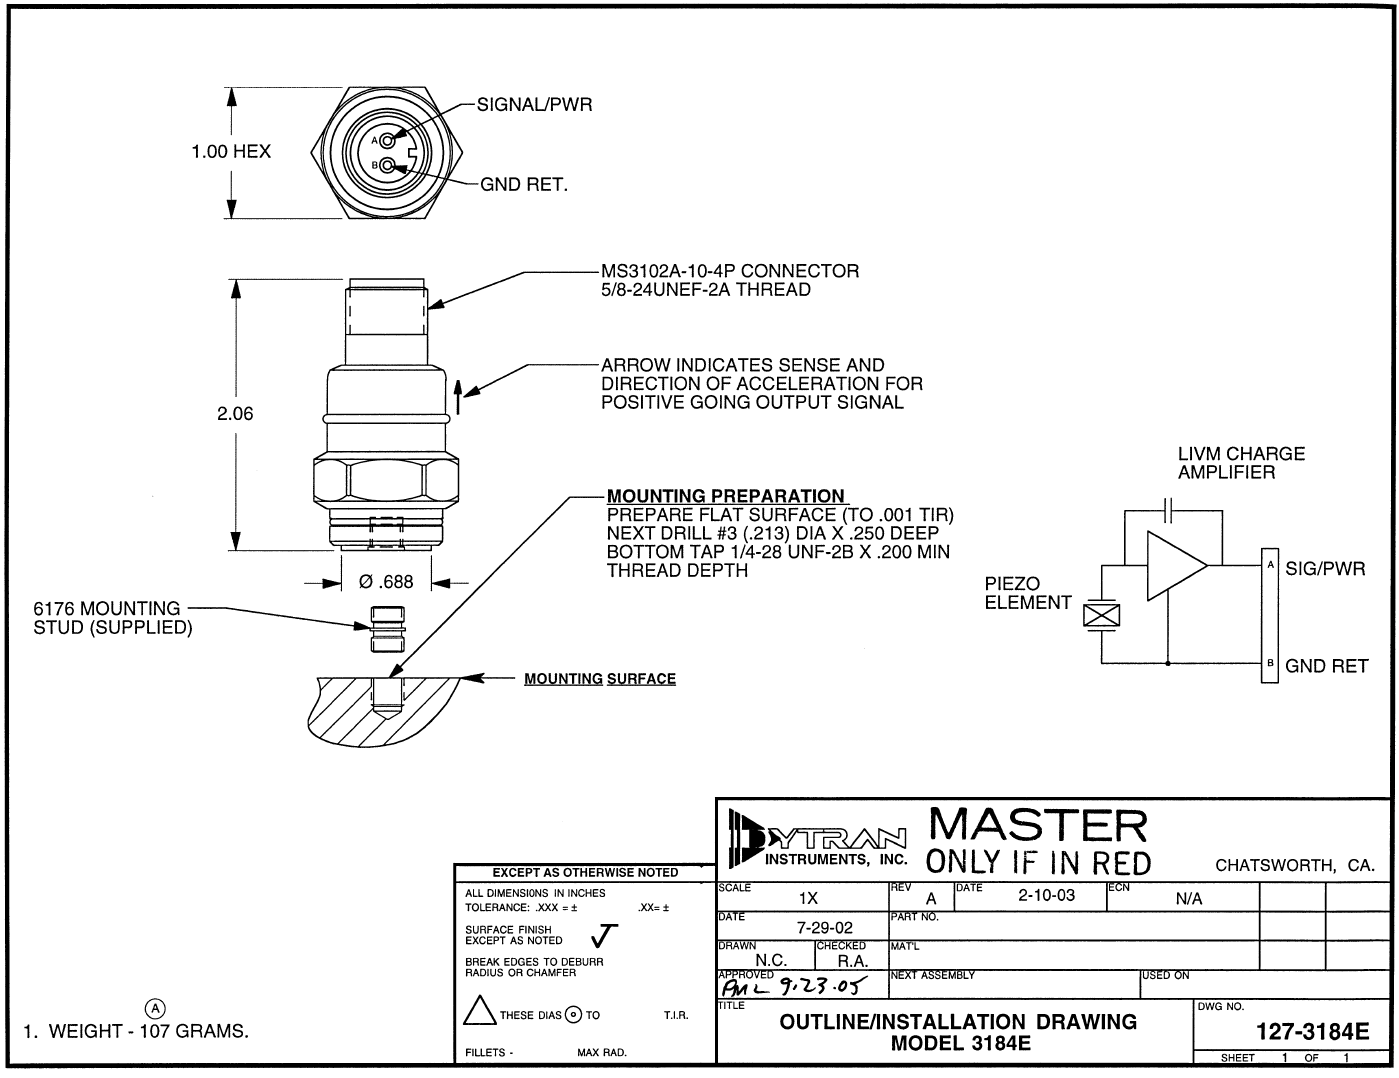 SIGNAL/PWR
1.00 HEX
A
B
GND RET.
MS3102A-10-4P CONNECTOR
5/8-24UNEF-2A THREAD
ARROW INDICATES SENSE AND
DIRECTION OF ACCELERATION FOR
POSITIVE GOING OUTPUT SIGNAL
2.06
LIVM CHARGE
AMPLIFIER
MOUNTING PREPARATION
PREPARE FLAT SURFACE (TO .001 TIR)
NEXT DRILL #3 (.213) DIA X .250 DEEP
BOTTOM TAP 1/4-28 UNF-2B X .200 MIN
THREAD DEPTH
Ø .688
PIEZO
ELEMENT
A
SIG/PWR
B
GND RET
6176 MOUNTING
STUD (SUPPLIED)
MOUNTING SURFACE
DYTRAN
INSTRUMENTS, INC.
MASTER
ONLY IF IN RED
CHATSWORTH, CA.
EXCEPT AS OTHERWISE NOTED
ALL DIMENSIONS IN INCHES
TOLERANCE: .XXX = ± .XX= ±
SURFACE FINISH
EXCEPT AS NOTED
BREAK EDGES TO DEBURR
RADIUS OR CHAMFER
THESE DIAS TO T.I.R.
FILLETS - MAX RAD.
SCALE 1X
REV A
DATE 2-10-03
ECN N/A
DATE 7-29-02
PART NO.
DRAWN N.C.
CHECKED R.A.
MAT'L
APPROVED PML 9.23.05
NEXT ASSEMBLY
USED ON
TITLE
OUTLINE/INSTALLATION DRAWING
MODEL 3184E
DWG NO.
127-3184E
SHEET 1 OF 1
A
1. WEIGHT - 107 GRAMS.